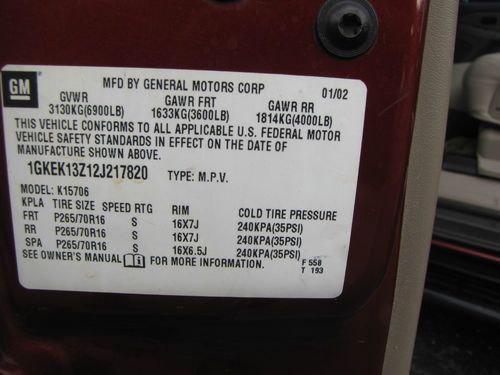 GM
MFD BY GENERAL MOTORS CORP 01/02
GVWR GAWR FRT GAWR RR
3130KG(6900LB) 1633KG(3600LB) 1814KG(4000LB)
THIS VEHICLE CONFORMS TO ALL APPLICABLE U.S. FEDERAL MOTOR
VEHICLE SAFETY STANDARDS IN EFFECT ON THE DATE OF
MANUFACTURE SHOWN ABOVE.
1GKEK13Z12J217820 TYPE: M.P.V.
MODEL: K15706
KPLA TIRE SIZE SPEED RTG RIM COLD TIRE PRESSURE
FRT P265/70R16 S 16X7J 240KPA(35PSI)
RR P265/70R16 S 16X7J 240KPA(35PSI)
SPA P265/70R16 S 16X6.5J 240KPA(35PSI)
SEE OWNER'S MANUAL FOR MORE INFORMATION.
F 558
T 193